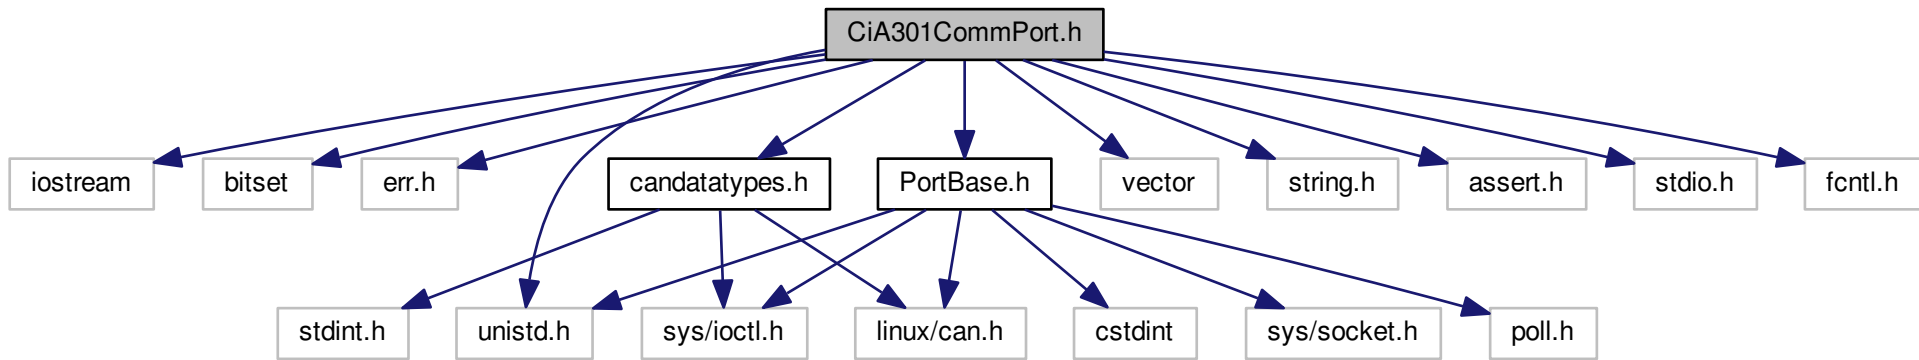 CiA301CommPort.h
iostream
bitset
err.h
candatatypes.h
PortBase.h
vector
string.h
assert.h
stdio.h
fcntl.h
stdint.h
unistd.h
sys/ioctl.h
linux/can.h
cstdint
sys/socket.h
poll.h